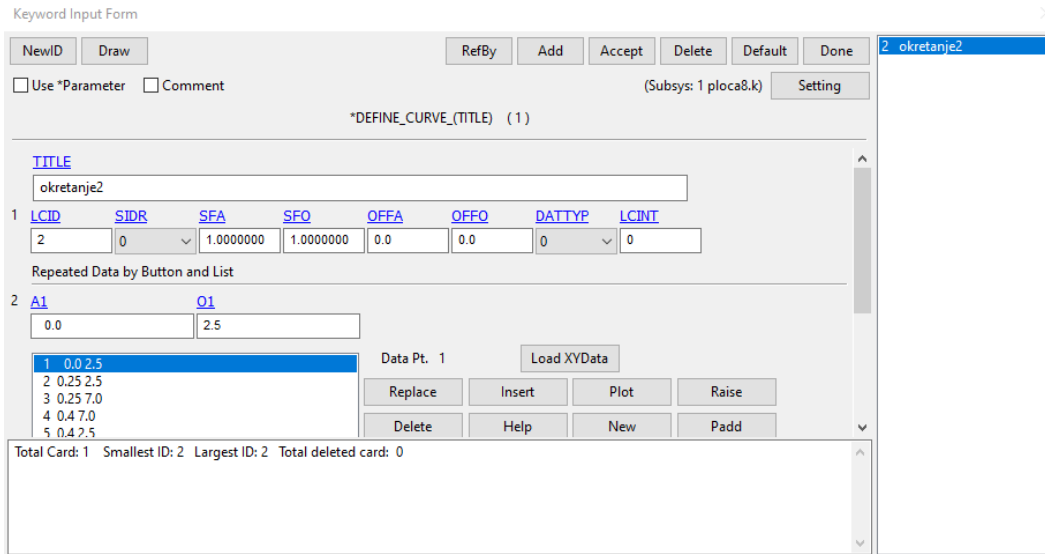 Keyword Input Form
NewID Draw RefBy Add Accept Delete Default Done
2 okretanje2
Use *Parameter Comment (Subsys: 1 ploca8.k) Setting
*DEFINE_CURVE_(TITLE) (1)
TITLE
okretanje2
1 LCID SIDR SFA SFO OFFA OFFO DATTYP LCINT
2 0 1.0000000 1.0000000 0.0 0.0 0 0
Repeated Data by Button and List
2 A1 O1
0.0 2.5
1 0.0 2.5
2 0.25 2.5
3 0.25 7.0
4 0.4 7.0
5 0.4 2.5
Data Pt. 1 Load XYData
Replace Insert Plot Raise
Delete Help New Padd
Total Card: 1 Smallest ID: 2 Largest ID: 2 Total deleted card: 0